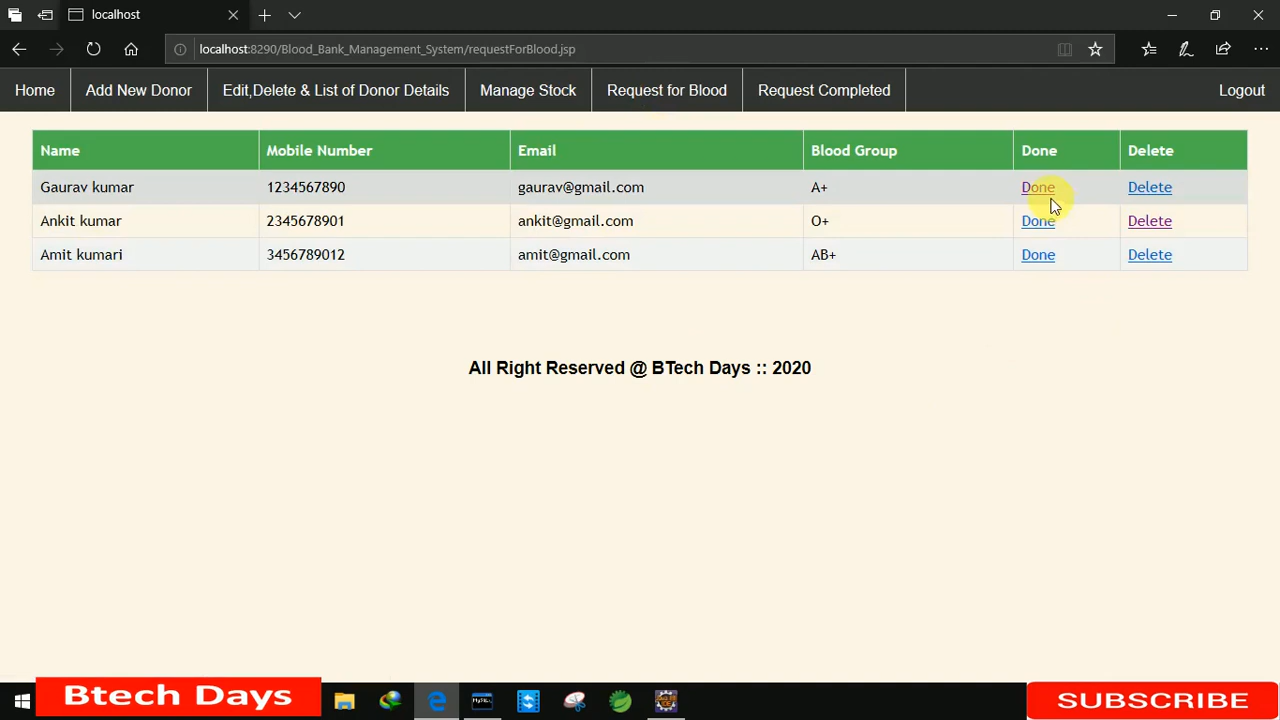 localhost
localhost:8290/Blood_Bank_Management_System/requestForBlood.jsp
Home Add New Donor Edit,Delete & List of Donor Details Manage Stock Request for Blood Request Completed Logout
Name Mobile Number Email Blood Group Done Delete
Gaurav kumar 1234567890 gaurav@gmail.com A+ Done Delete
Ankit kumar 2345678901 ankit@gmail.com O+ Done Delete
Amit kumari 3456789012 amit@gmail.com AB+ Done Delete
All Right Reserved @ BTech Days :: 2020
Btech Days SUBSCRIBE